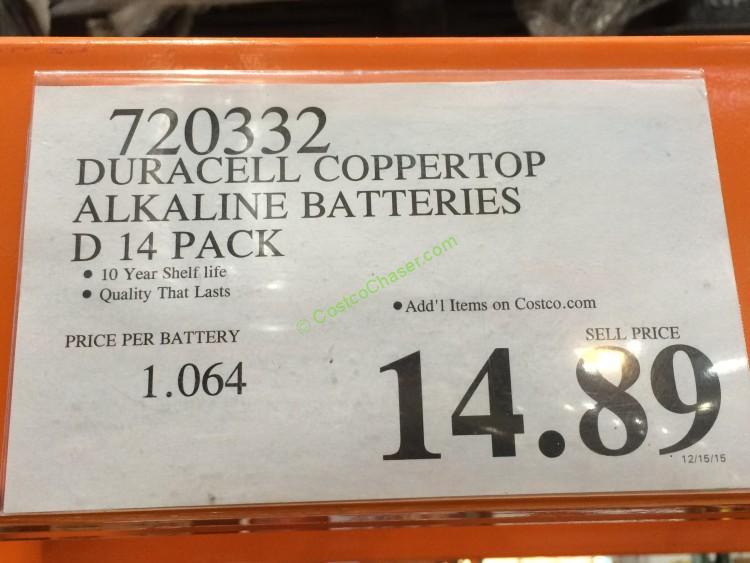 720332
DURACELL COPPERTOP
ALKALINE BATTERIES
D 14 PACK
• 10 Year Shelf life
• Quality That Lasts
© CostcoChaser.com
• Add'l Items on Costco.com
PRICE PER BATTERY
1.064
SELL PRICE
14.89
12/15/15